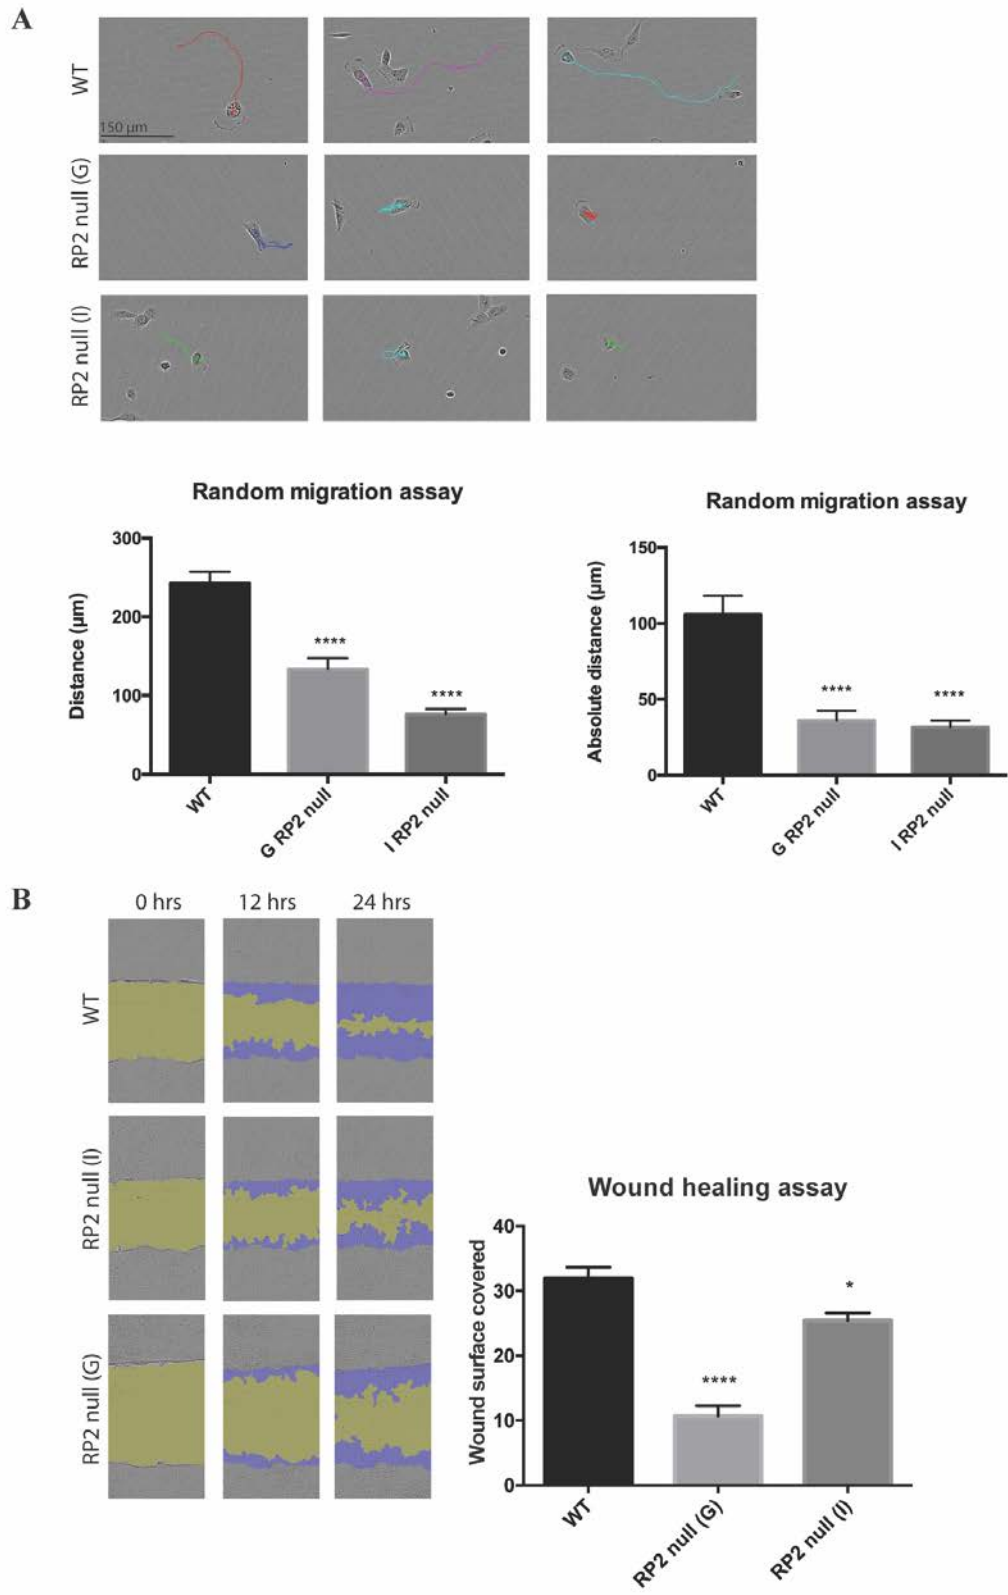 A
WT
150 µm
RP2 null (G)
RP2 null (I)
Random migration assay
Distance (µm)
300
200
100
0
****
****
WT
G RP2 null
I RP2 null
Random migration assay
Absolute distance (µm)
150
100
50
0
****
****
WT
G RP2 null
I RP2 null
B
0 hrs 12 hrs 24 hrs
WT
RP2 null (I)
RP2 null (G)
Wound healing assay
Wound surface covered
40
30
20
10
0
****
*
WT
RP2 null (G)
RP2 null (I)